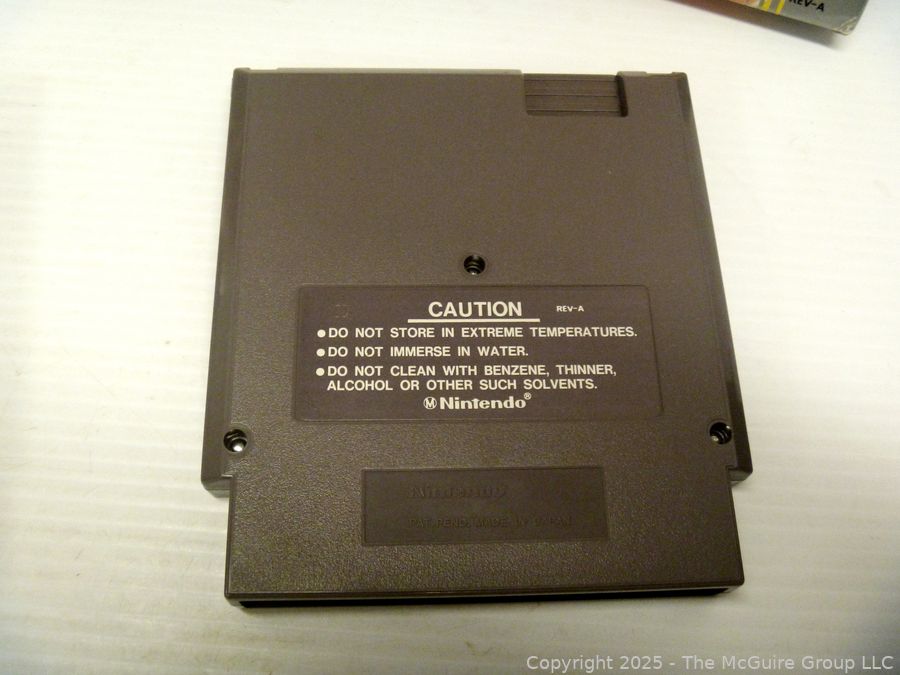 REV-A
CAUTION REV-A
●DO NOT STORE IN EXTREME TEMPERATURES.
●DO NOT IMMERSE IN WATER.
●DO NOT CLEAN WITH BENZENE, THINNER,
ALCOHOL OR OTHER SUCH SOLVENTS.
Ⓜ Nintendo®
Nintendo
PAT. PEND. MADE IN JAPAN
Copyright 2025 - The McGuire Group LLC